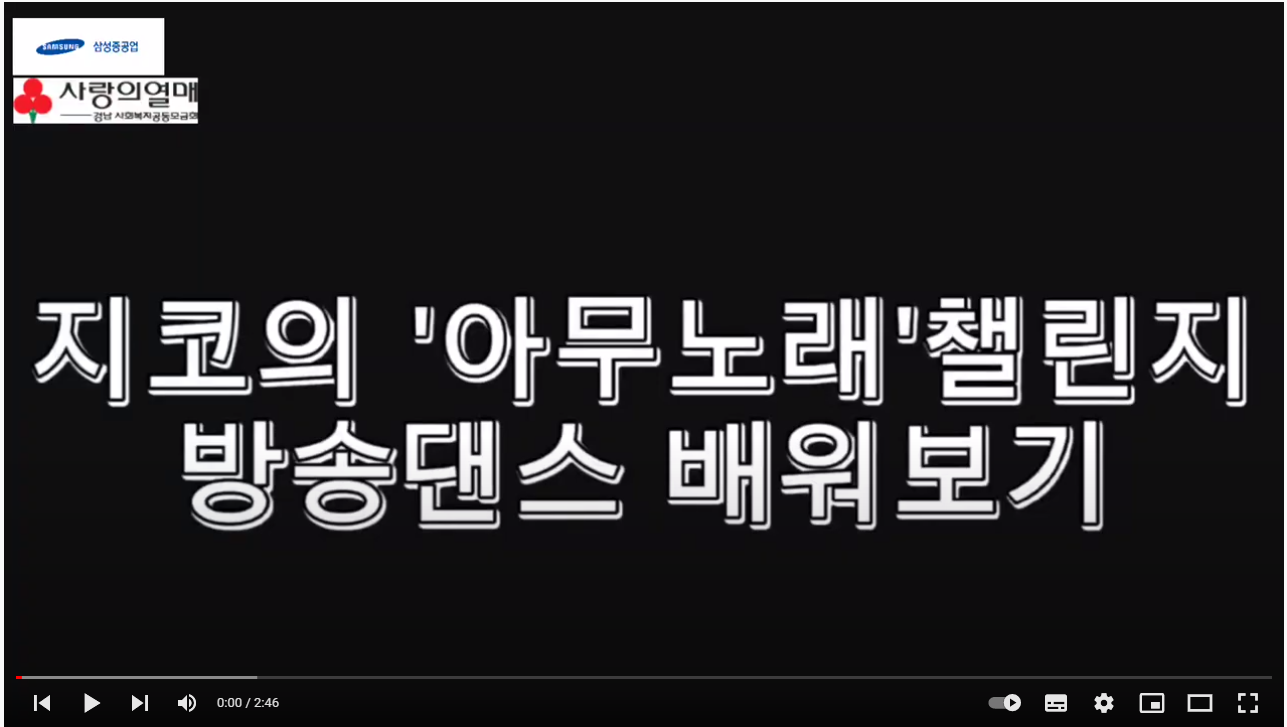 SAMSUNG 삼성중공업
사랑의열매
경남 사회복지공동모금회
지코의 '아무노래'챌린지
방송댄스 배워보기
0:00 / 2:46